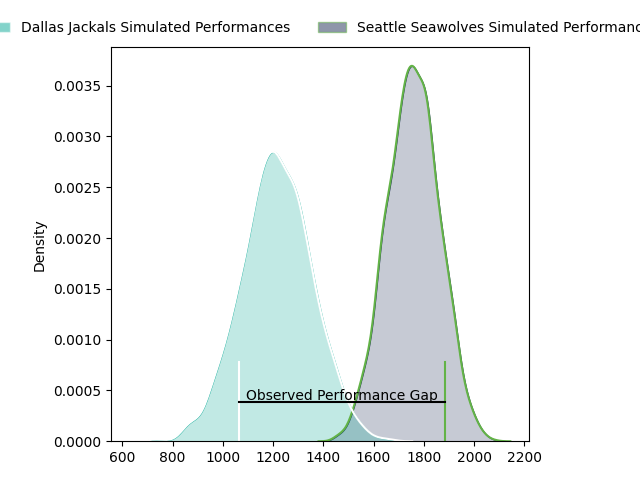 Dallas Jackals Simulated Performances
Seattle Seawolves Simulated
0.0035
0.0030
0.0025
0.0020
0.0015
0.0010
0.0005
0.0000
Density
Observed Performance Gap
600 800 1000 1200 1400 1600 1800 2000 2200